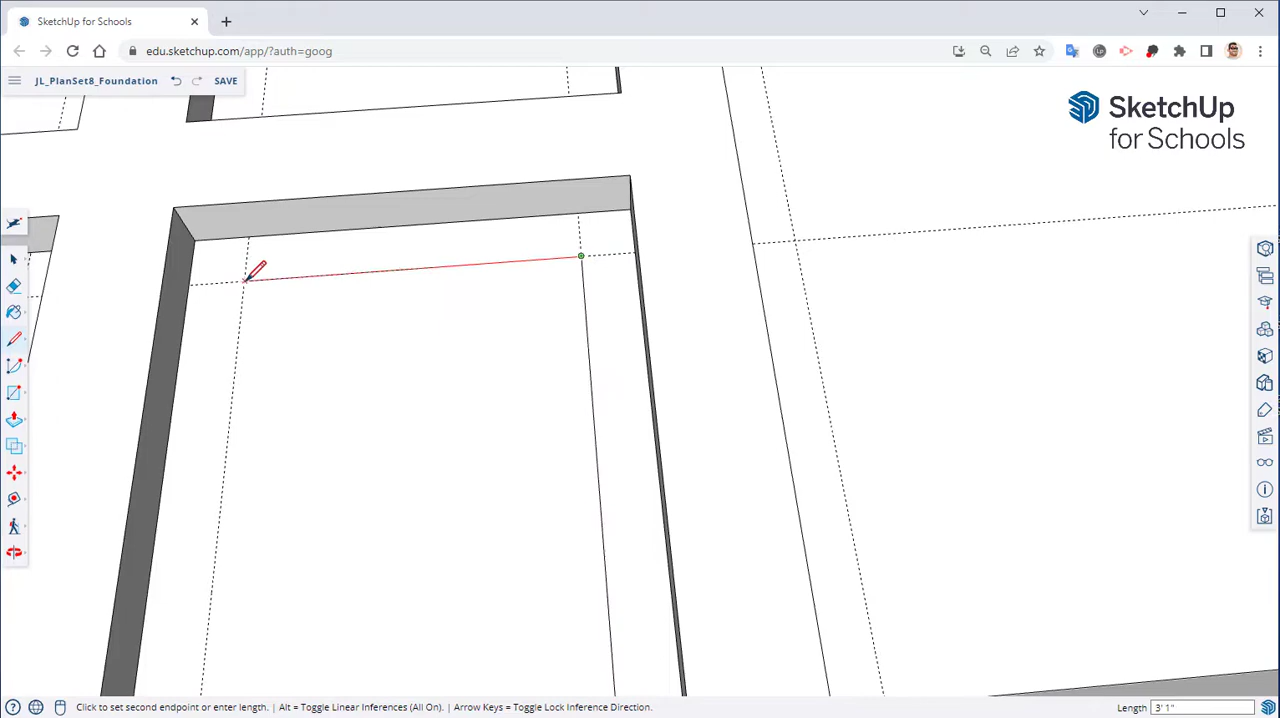 SketchUp for Schools
edu.sketchup.com/app/?auth=goog
JL_PlanSet8_Foundation
SAVE
SketchUp
for Schools
Click to set second endpoint or enter length. | Alt = Toggle Linear Inferences (All On). | Arrow Keys = Toggle Lock Inference Direction.
Length 3' 1"